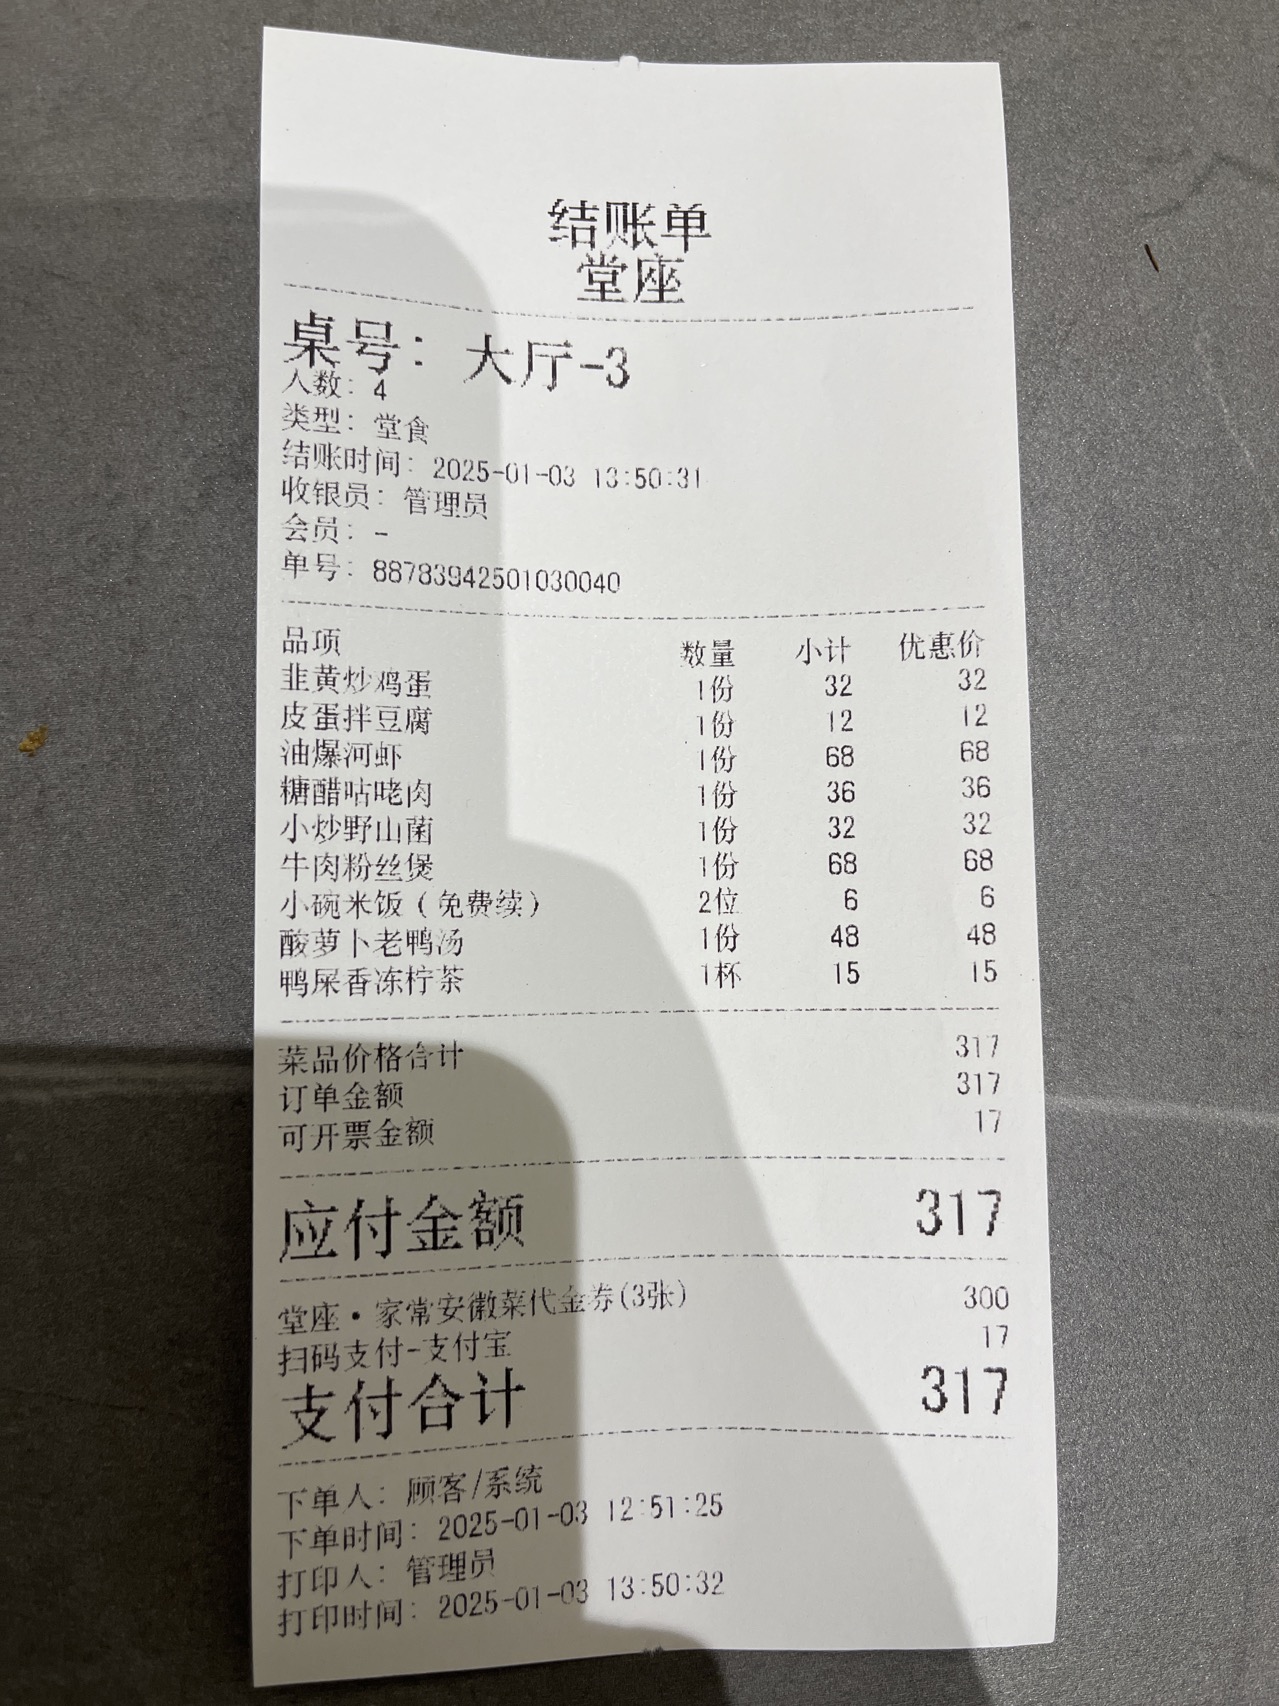 结账单
堂座
桌号: 大厅-3
人数: 4
类型: 堂食
结账时间: 2025-01-03 13:50:31
收银员: 管理员
会员: -
单号: 88783942501030040
品项 数量 小计 优惠价
韭黄炒鸡蛋 1份 32 32
皮蛋拌豆腐 1份 12 12
油爆河虾 1份 68 68
糖醋咕咾肉 1份 36 36
小炒野山菌 1份 32 32
牛肉粉丝煲 1份 68 68
小碗米饭(免费续) 2位 6 6
酸萝卜老鸭汤 1份 48 48
鸭屎香冻柠茶 1杯 15 15
菜品价格合计 317
订单金额 317
可开票金额 17
应付金额 317
堂座·家常安徽菜代金券(3张) 300
扫码支付-支付宝 17
支付合计 317
下单人: 顾客/系统
下单时间: 2025-01-03 12:51:25
打印人: 管理员
打印时间: 2025-01-03 13:50:32